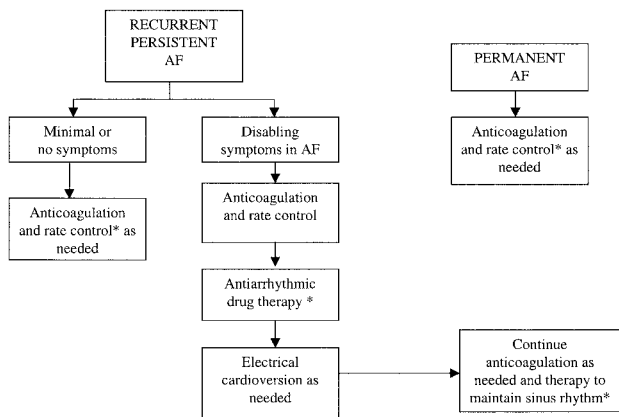 RECURRENT
PERSISTENT
AF
PERMANENT
AF
Minimal or
no symptoms
Disabling
symptoms in AF
Anticoagulation
and rate control* as
needed
Anticoagulation
and rate control* as
needed
Anticoagulation
and rate control
Antiarrhythmic
drug therapy *
Electrical
cardioversion as
needed
Continue
anticoagulation as
needed and therapy to
maintain sinus rhythm*